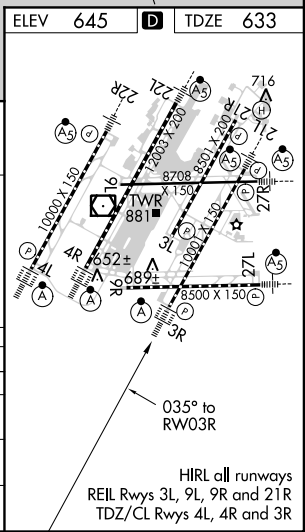 ELEV 645 D TDZE 633
716
22R
22L
A5
H
A5
P
21R
21L
12003 X 200
8501 X 200
A5
P
A5
10000 X 150
9L
8708
X 150
27R
TWR
881
P
3L
10001 X 150
P
4L
4R
652±
27L
A5
9R
689±
P
A
A
A
8500 X 150
P
3R
035° to
RW03R
HIRL all runways
REIL Rwys 3L, 9L, 9R and 21R
TDZ/CL Rwys 4L, 4R and 3R